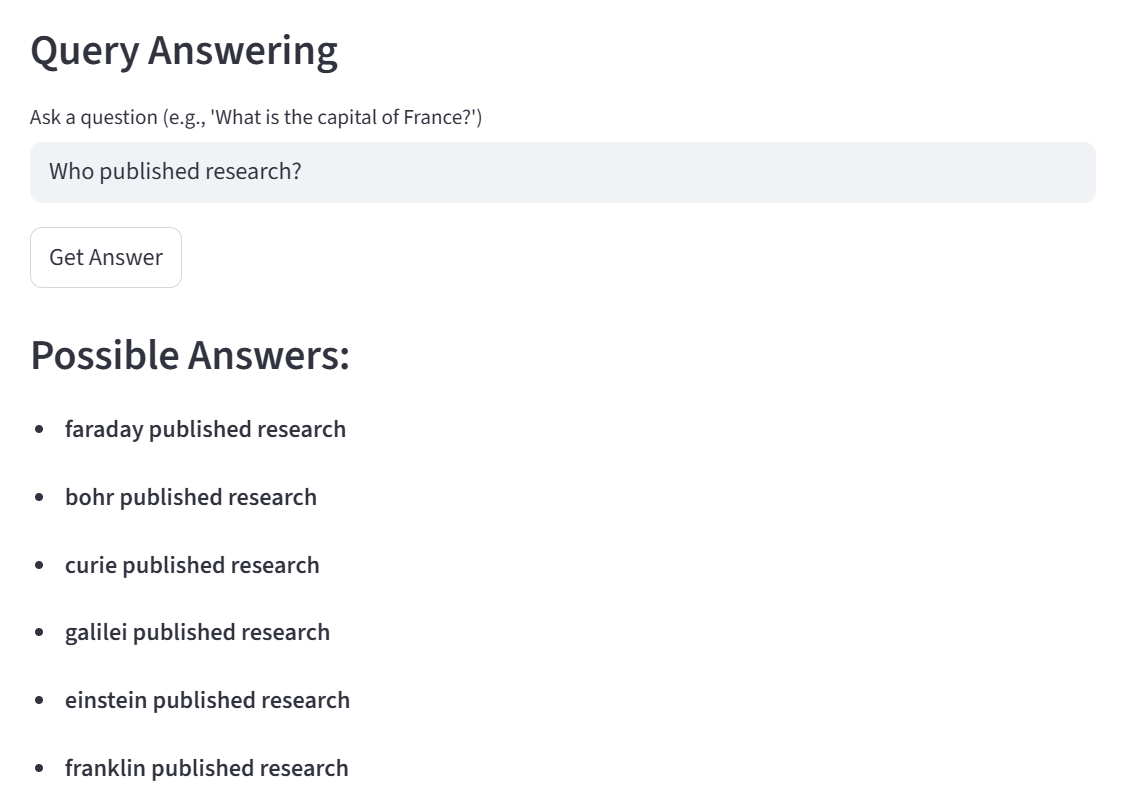 Query Answering
Ask a question (e.g., 'What is the capital of France?')
Who published research?
Get Answer
Possible Answers:
• faraday published research
• bohr published research
• curie published research
• galilei published research
• einstein published research
• franklin published research